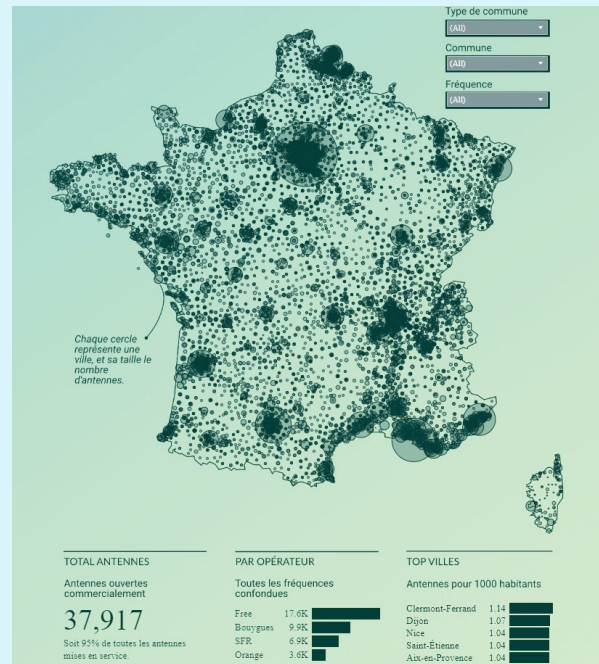 Type de commune
(All)
Commune
(All)
Fréquence
(All)
Chaque cercle
représente une
ville, et sa taille le
nombre
d'antennes.
TOTAL ANTENNES
Antennes ouvertes
commercialement
37,917
Soit 95% de toutes les antennes
mises en service.
PAR OPÉRATEUR
Toutes les fréquences
confondues
Free 17.6K
Bouygues 9.9K
SFR 6.9K
Orange 3.6K
TOP VILLES
Antennes pour 1000 habitants
Clermont-Ferrand 1.14
Dijon 1.07
Nice 1.04
Saint-Étienne 1.04
Aix-en-Provence 1.04